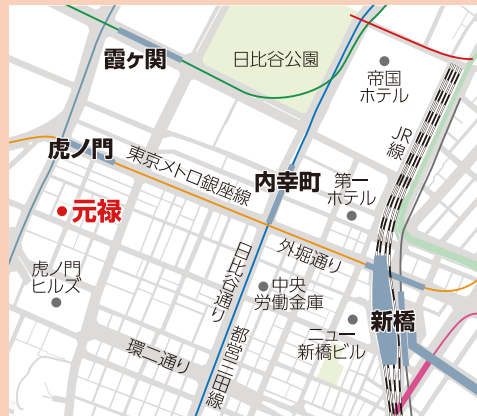 霞ヶ関
日比谷公園
帝国
ホテル
JR線
虎ノ門
東京メトロ銀座線
内幸町
第一
ホテル
元禄
外堀通り
虎ノ門
ヒルズ
日比谷通り
中央
労働金庫
新橋
都営三田線
ニュー
新橋ビル
環二通り